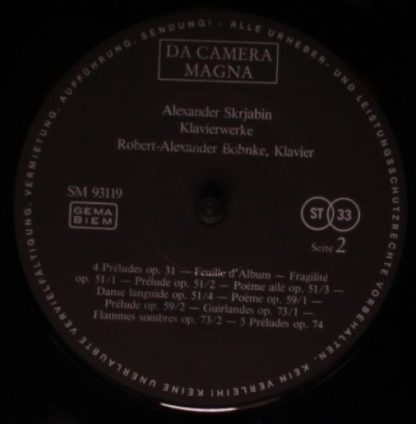 KEINE UNERLAUBTE VERVIELFÄLTIGUNG, VERMIETUNG, AUFFÜHRUNG, SENDUNG! - ALLE URHEBER- UND LEISTUNGSSCHUTZRECHTE VORBEHALTEN. KEIN VERLEIH!
DA CAMERA
MAGNA
Alexander Skrjabin
Klavierwerke
Robert-Alexander Bohnke, Klavier
SM 93119
GEMA
BIEM
ST 33
Seite 2
4 Préludes op. 31 — Feuille d'Album — Fragilité
op. 51/1 — Prélude op. 51/2 — Poème ailé op. 51/3 —
Danse languide op. 51/4 — Poème op. 59/1 —
Prélude op. 59/2 — Guirlandes op. 73/1 —
Flammes sombres op. 73/2 — 5 Préludes op. 74